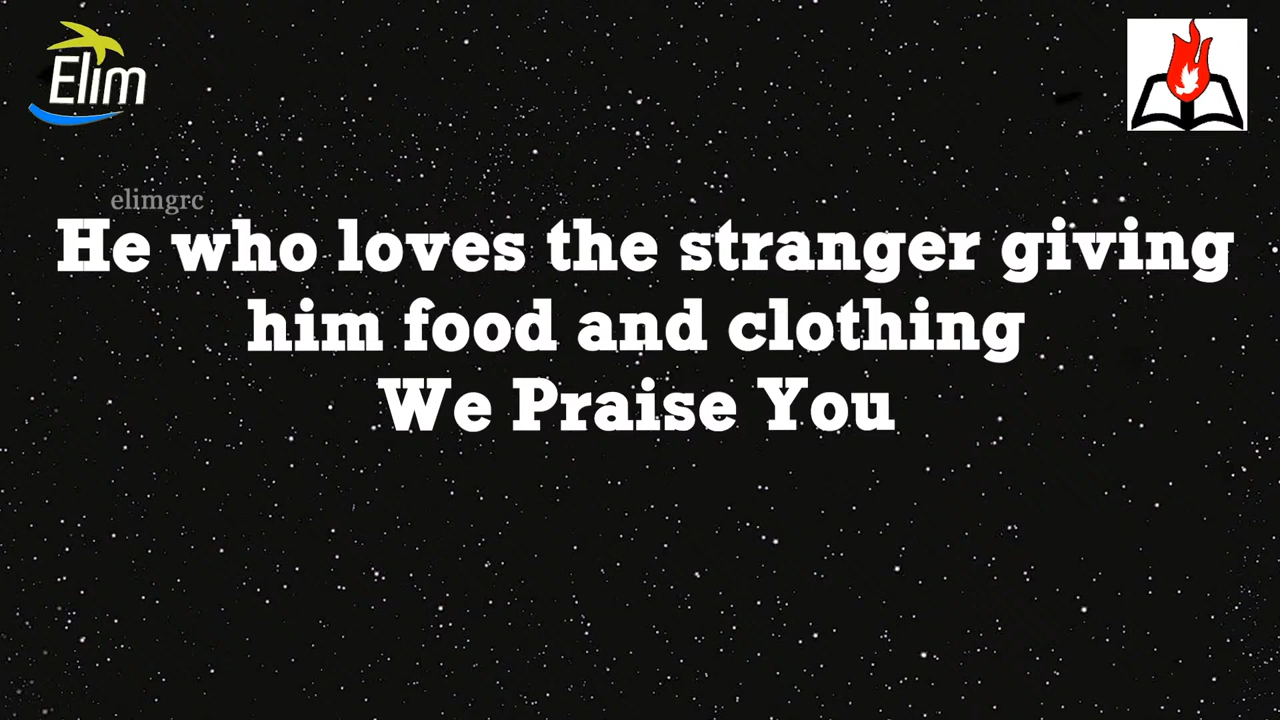 Elim
elimgrc
He who loves the stranger giving
him food and clothing
We Praise You